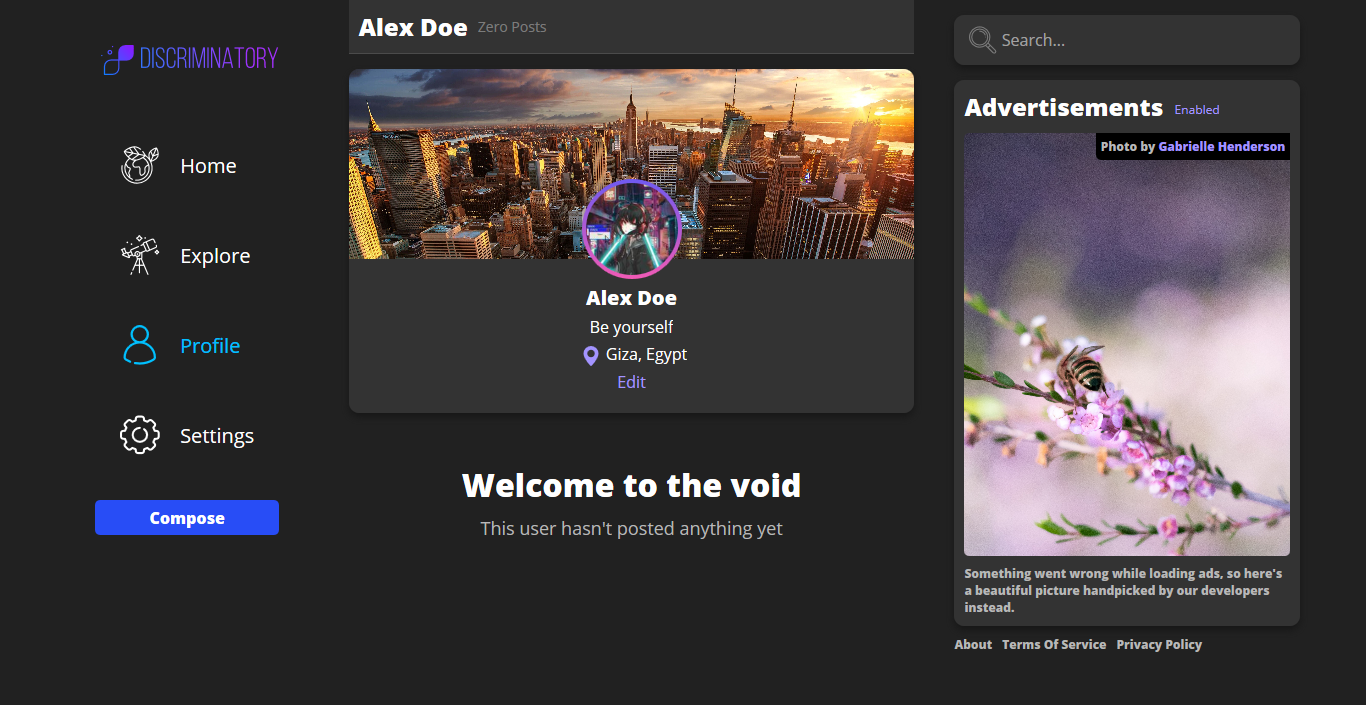 DISCRIMINATORY
Home
Explore
Profile
Settings
Compose
Alex Doe Zero Posts
Alex Doe
Be yourself
Giza, Egypt
Edit
Welcome to the void
This user hasn't posted anything yet
Search...
Advertisements Enabled
Photo by Gabrielle Henderson
Something went wrong while loading ads, so here's
a beautiful picture handpicked by our developers
instead.
About Terms Of Service Privacy Policy